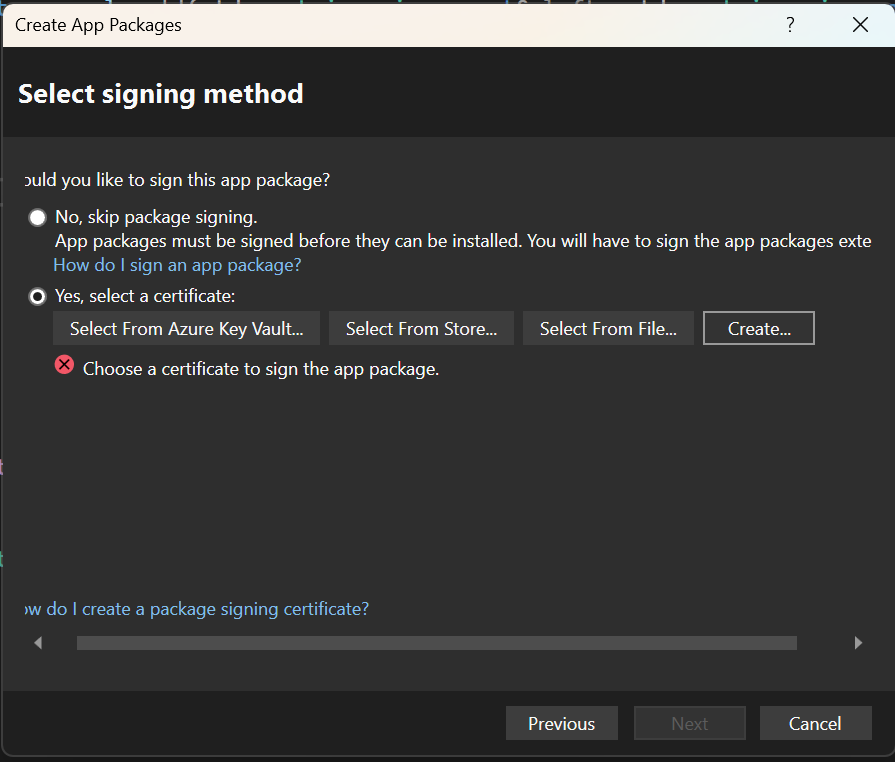 Create App Packages
?
Select signing method
ould you like to sign this app package?
No, skip package signing.
App packages must be signed before they can be installed. You will have to sign the app packages exte
How do I sign an app package?
Yes, select a certificate:
Select From Azure Key Vault... Select From Store... Select From File... Create...
Choose a certificate to sign the app package.
ow do I create a package signing certificate?
Previous Next Cancel